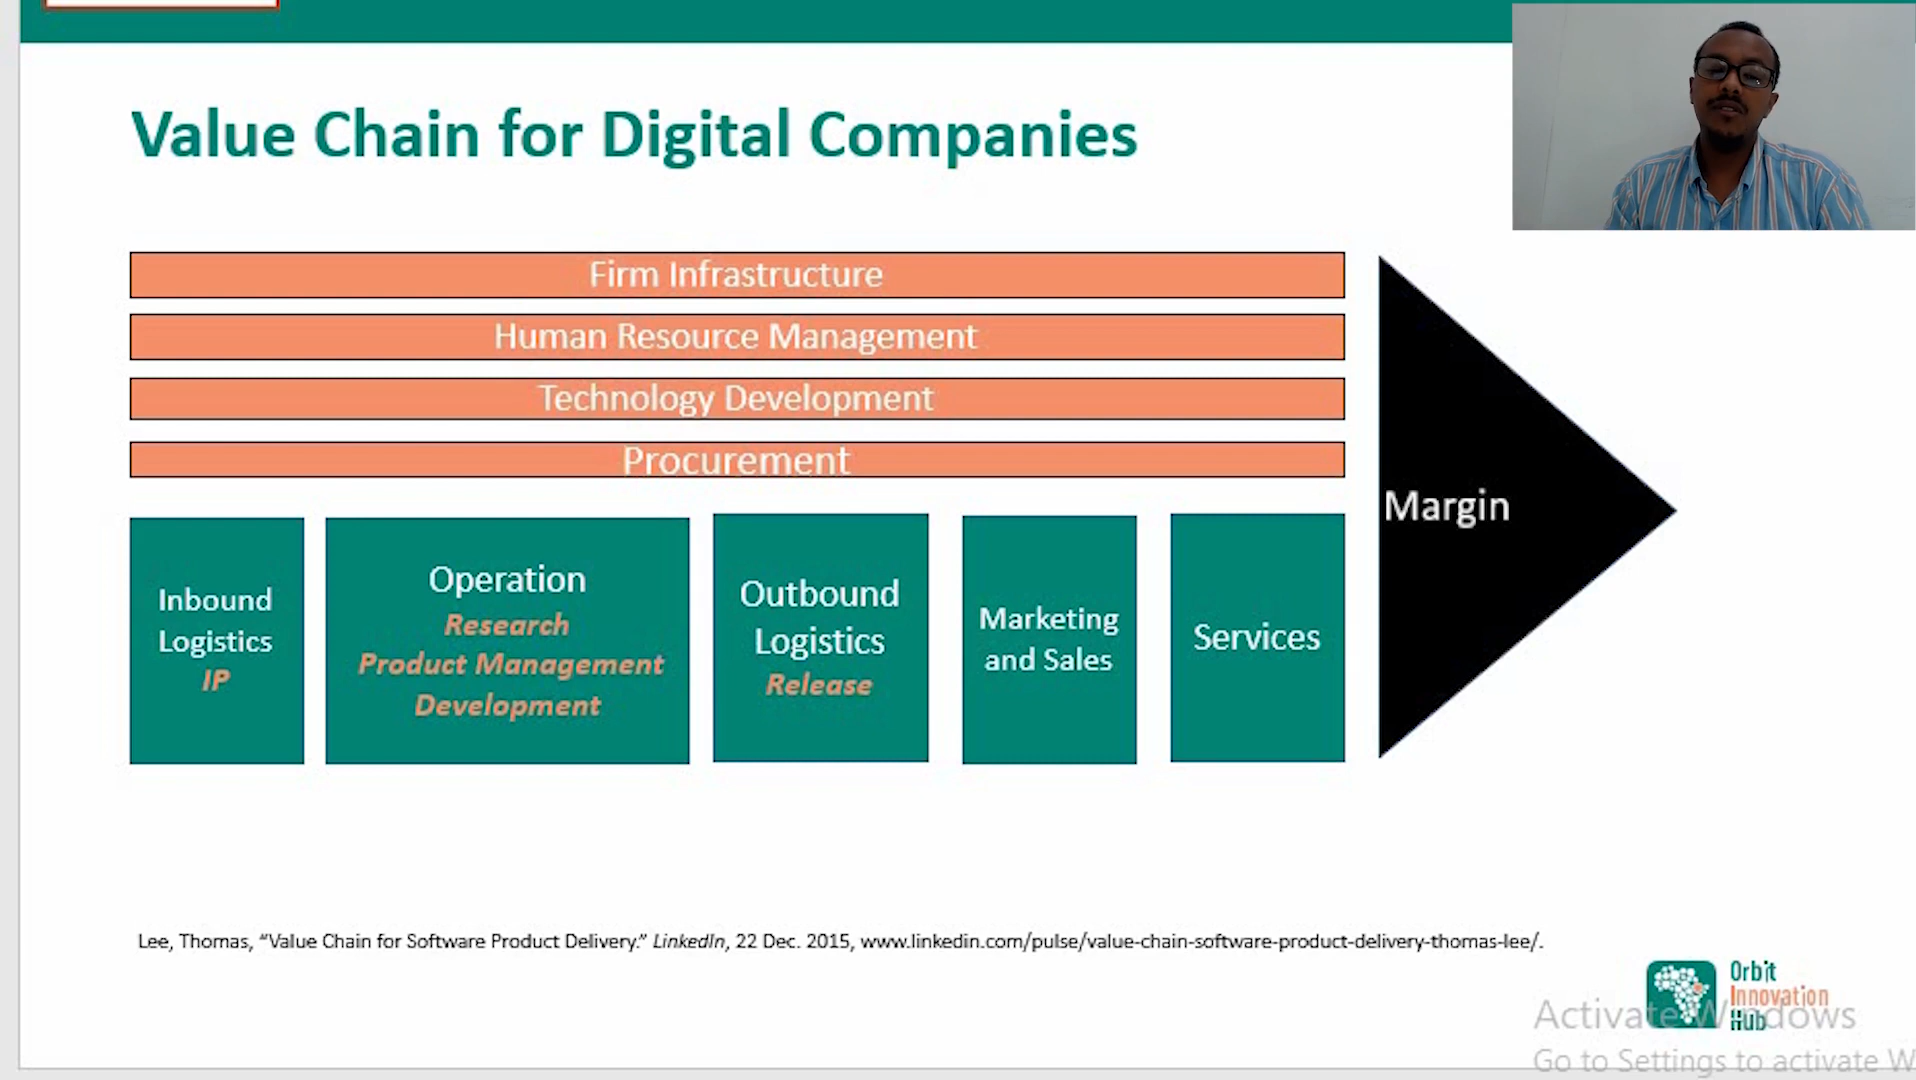 Value Chain for Digital Companies
Firm Infrastructure
Human Resource Management
Technology Development
Procurement
Margin
Inbound
Logistics
IP
Operation
Research
Product Management
Development
Outbound
Logistics
Release
Marketing
and Sales
Services
Lee, Thomas, “Value Chain for Software Product Delivery.” LinkedIn, 22 Dec. 2015, www.linkedin.com/pulse/value-chain-software-product-delivery-thomas-lee/.
Orbit
Innovation
Hub
Activate Windows
Go to Settings to activate W